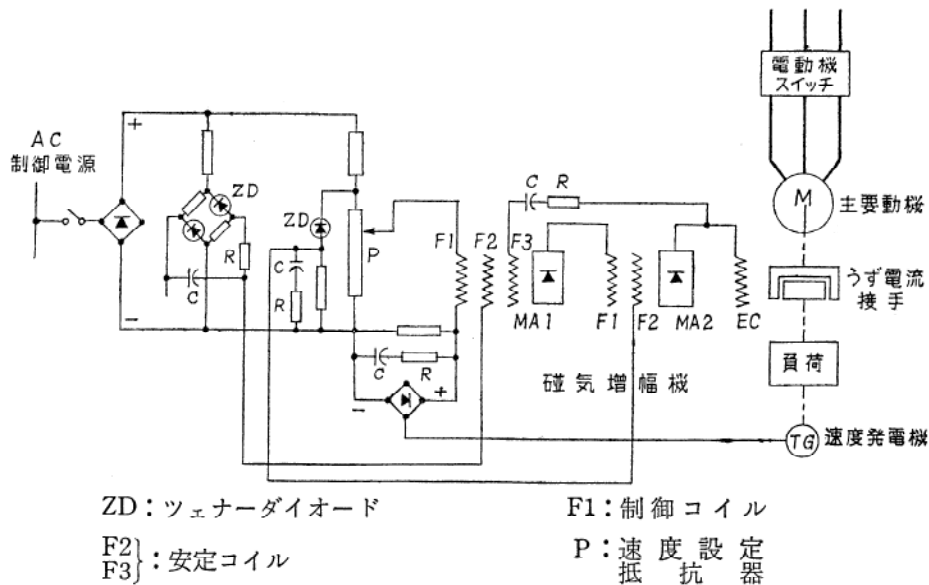 電動機
スイッチ
AC
制御電源
+
ZD
ZD
M
主要動機
C
R
P
F1
F2
F3
R
C
C
R
うず電流
接手
MA1
F1
F2
MA2
EC
-
負荷
C
R
磁気増幅機
-
+
TG
速度発電機
ZD：ツェナーダイオード
F1：制御コイル
F2
F3}：安定コイル
P：速度設定
抵抗器